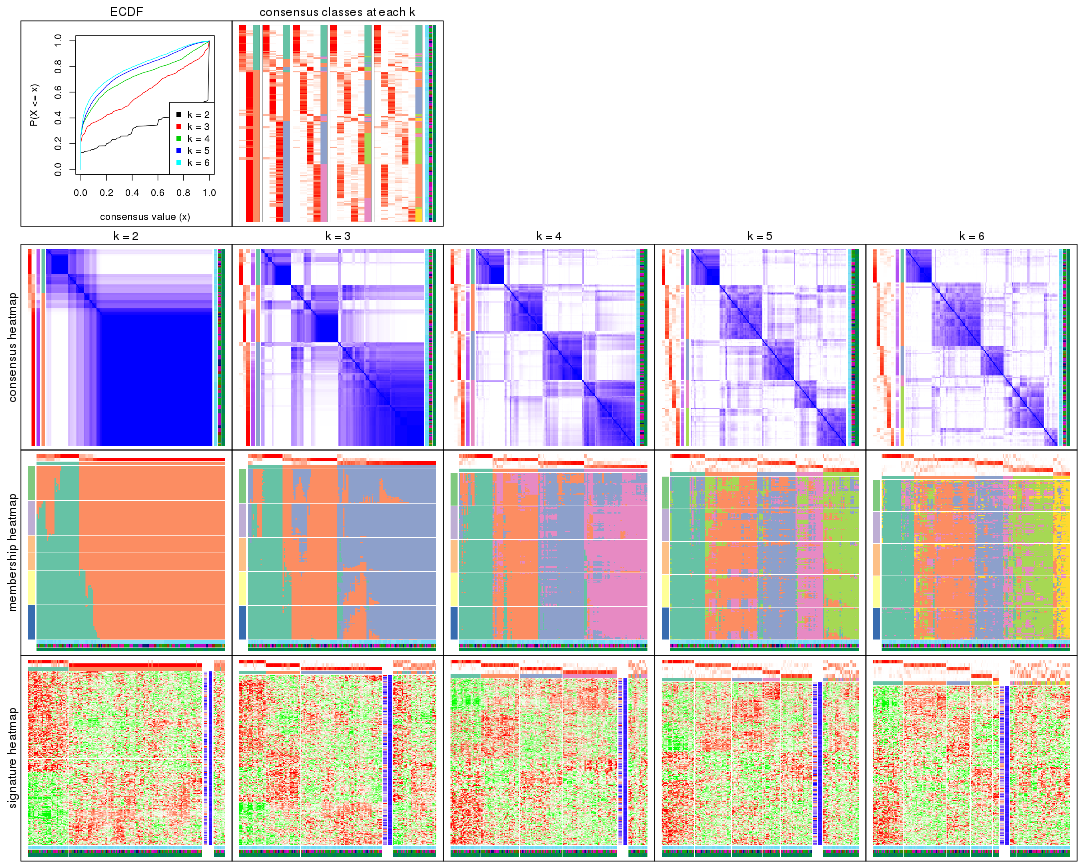 ECDF
consensus classes at each k
P(X <= x)
1.0
0.8
0.6
0.4
0.2
0.0
k = 2
k = 3
k = 4
k = 5
k = 6
0.0 0.2 0.4 0.6 0.8 1.0
consensus value (x)
k = 2 k = 3 k = 4 k = 5 k = 6
consensus heatmap
membership heatmap
signature heatmap